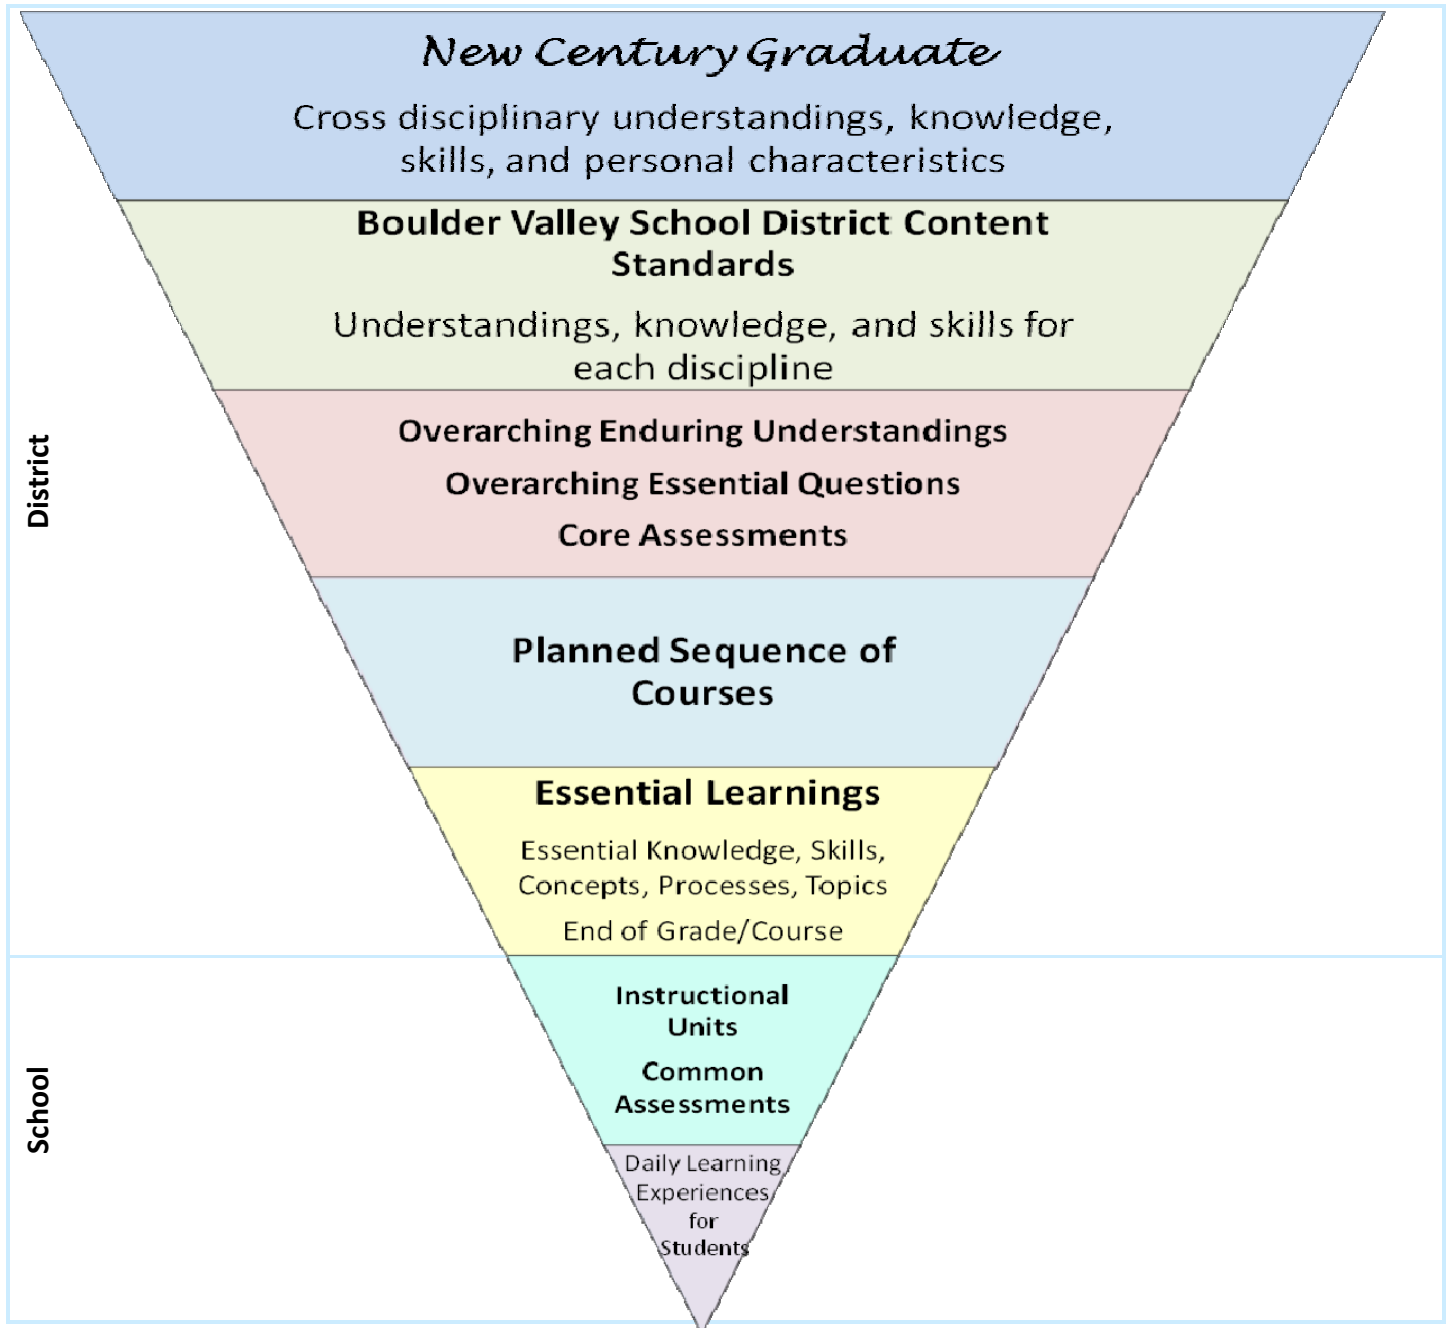 New Century Graduate
Cross disciplinary understandings, knowledge,
skills, and personal characteristics
Boulder Valley School District Content
Standards
Understandings, knowledge, and skills for
each discipline
Overarching Enduring Understandings
Overarching Essential Questions
Core Assessments
District
Planned Sequence of
Courses
Essential Learnings
Essential Knowledge, Skills,
Concepts, Processes, Topics
End of Grade/Course
Instructional
Units
Common
Assessments
School
Daily Learning
Experiences
for
Students